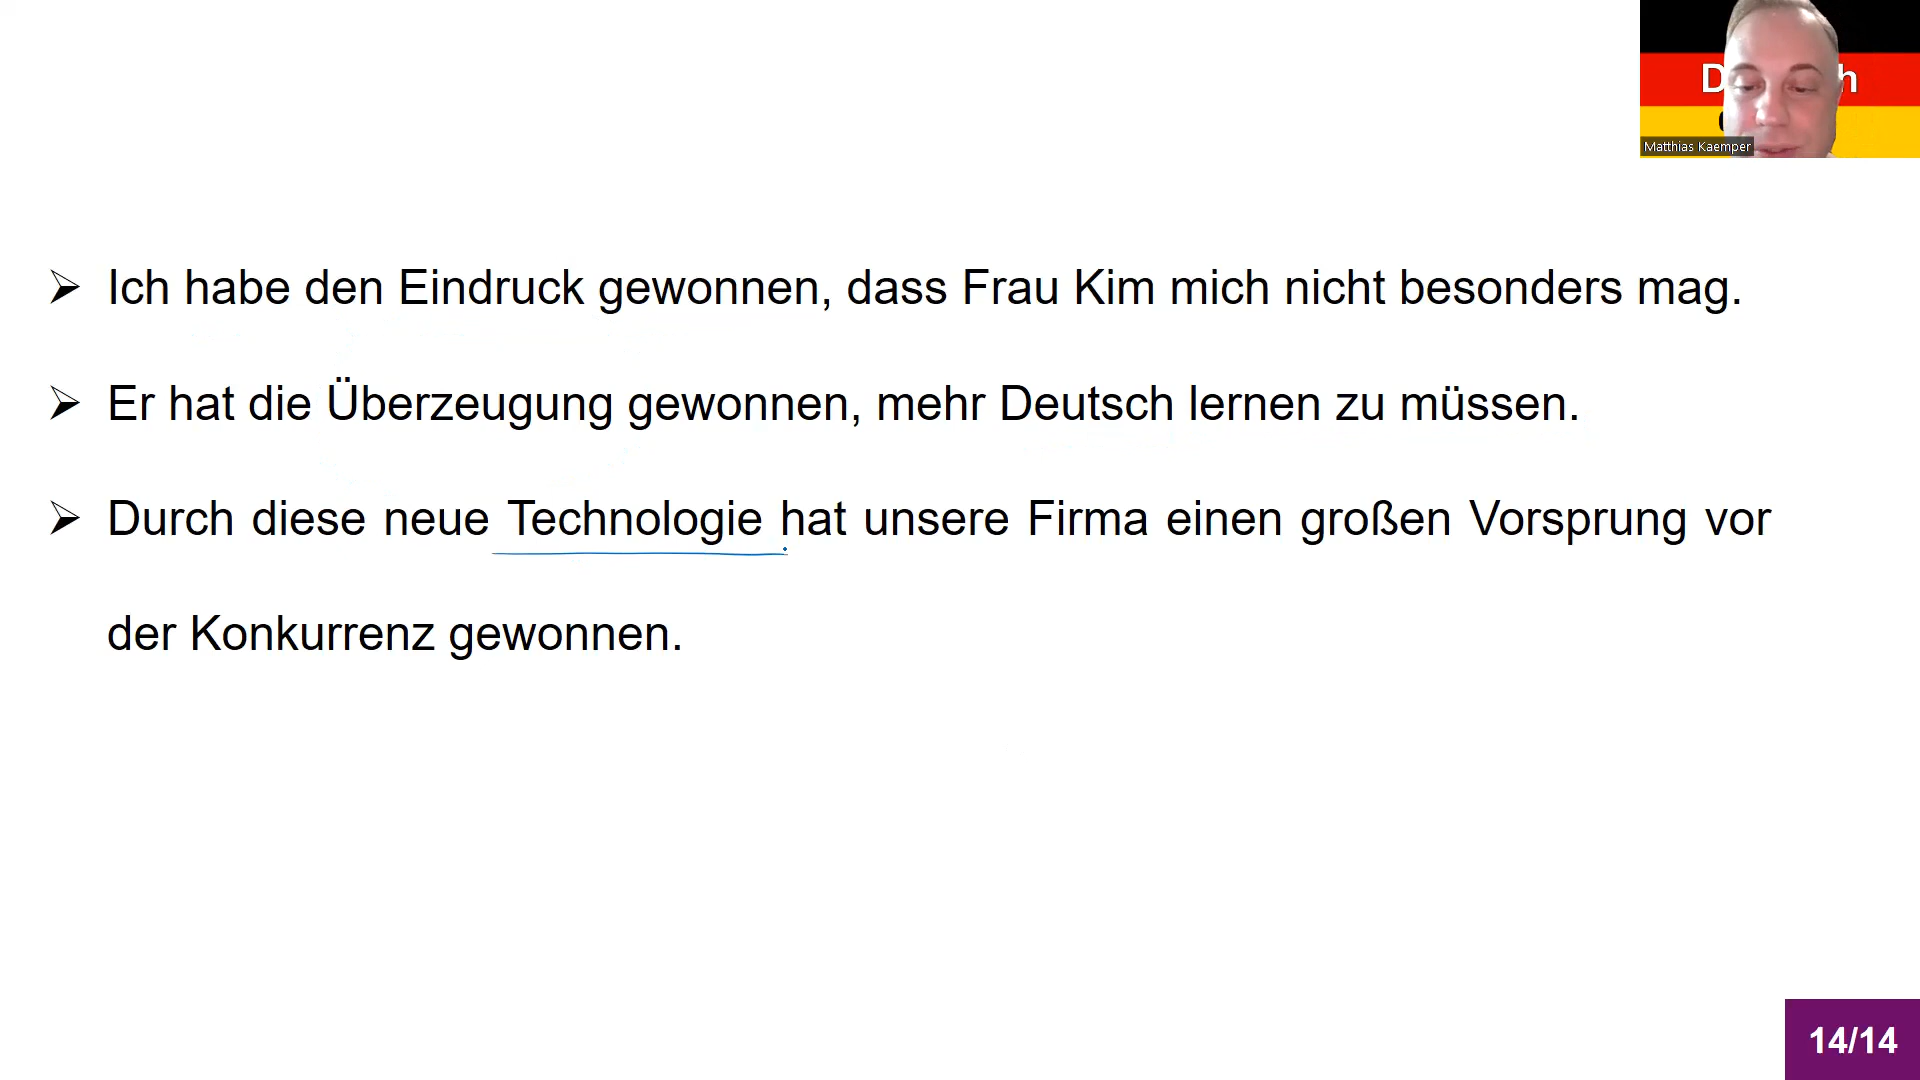 Matthias Kaemper
➢ Ich habe den Eindruck gewonnen, dass Frau Kim mich nicht besonders mag.
➢ Er hat die Überzeugung gewonnen, mehr Deutsch lernen zu müssen.
➢ Durch diese neue Technologie hat unsere Firma einen großen Vorsprung vor
der Konkurrenz gewonnen.
14/14